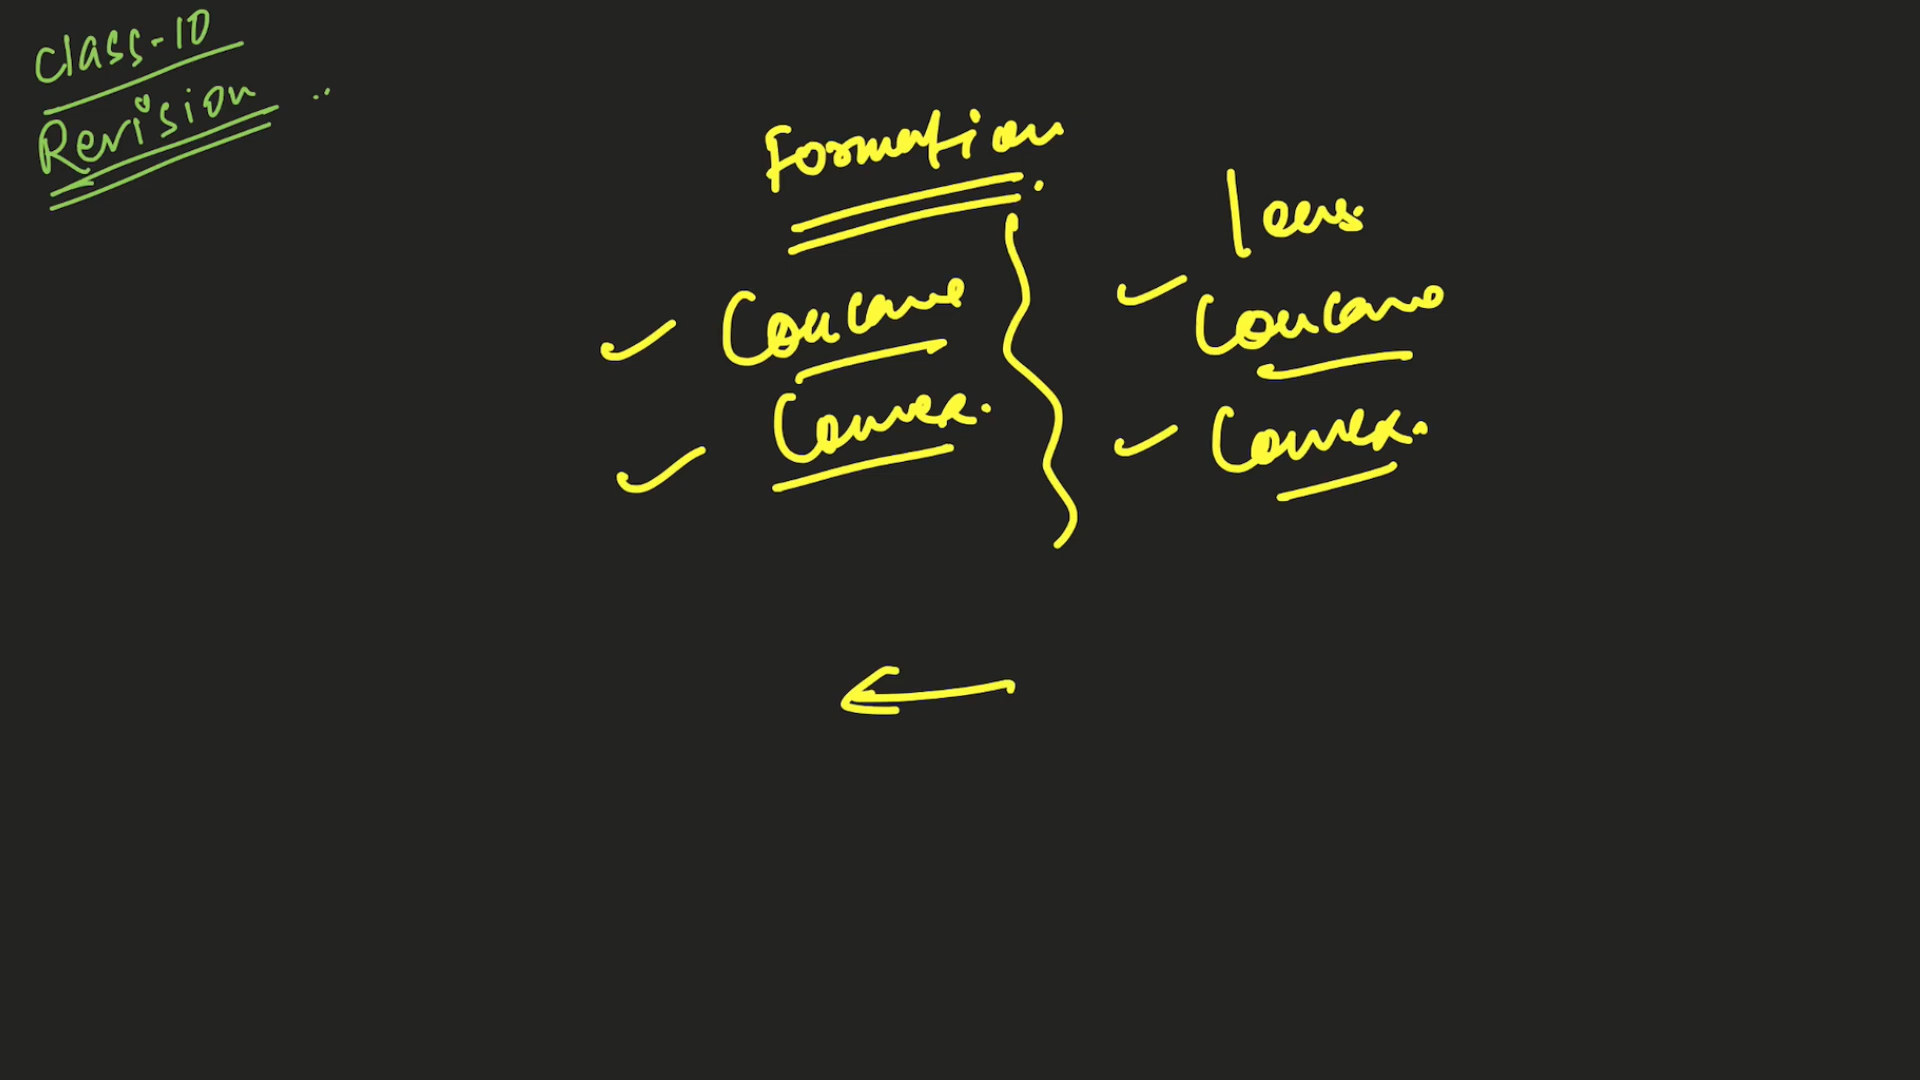 Class-10
Revision ..
Formation.
Concave
Convex.
lens.
Concave
Convex.